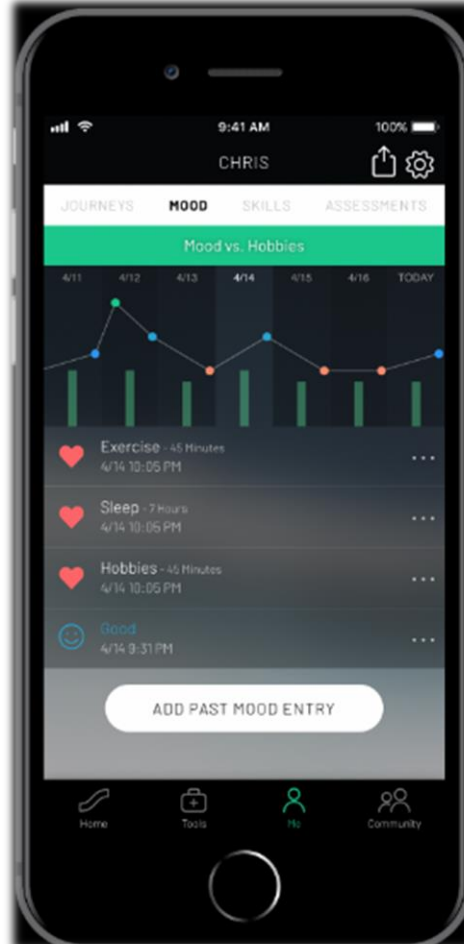 9:41 AM 100%
CHRIS
JOURNEYS MOOD SKILLS ASSESSMENTS
Mood vs. Hobbies
4/11 4/12 4/13 4/14 4/15 4/16 TODAY
Exercise - 45 Minutes
4/14 10:05 PM
Sleep - 7 Hours
4/14 10:05 PM
Hobbies - 45 Minutes
4/14 10:05 PM
Good
4/14 9:31 PM
ADD PAST MOOD ENTRY
Home Tools Me Community